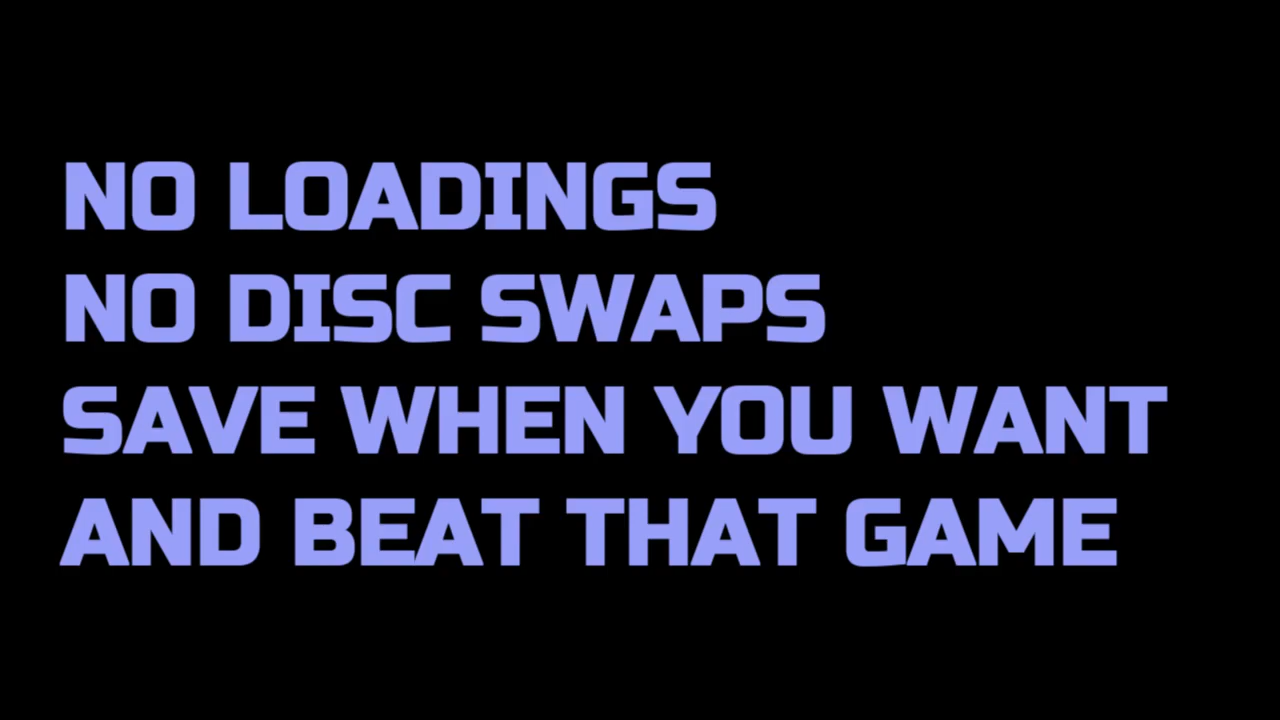 NO LOADINGS
NO DISC SWAPS
SAVE WHEN YOU WANT
AND BEAT THAT GAME